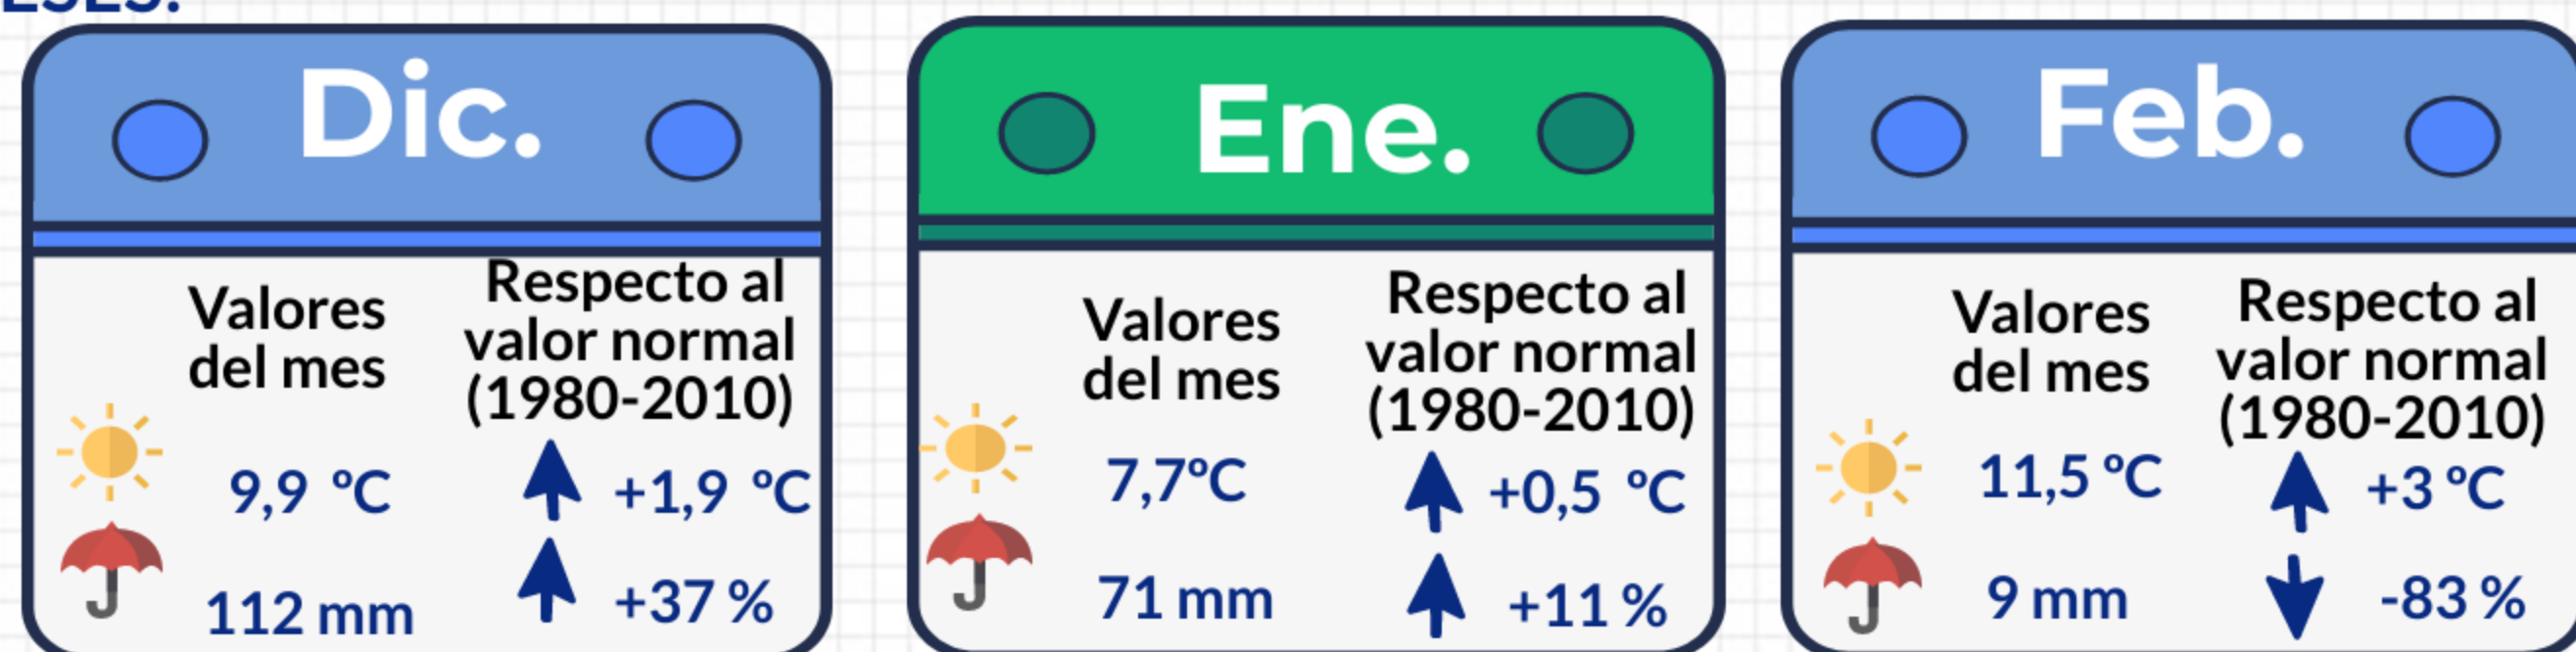 ESES:
Dic.
Valores
del mes
Respecto al
valor normal
(1980-2010)
9,9 ºC
+1,9 ºC
112 mm
+37 %
Ene.
Valores
del mes
Respecto al
valor normal
(1980-2010)
7,7ºC
+0,5 ºC
71 mm
+11 %
Feb.
Valores
del mes
Respecto al
valor normal
(1980-2010)
11,5 ºC
+3 ºC
9 mm
-83 %